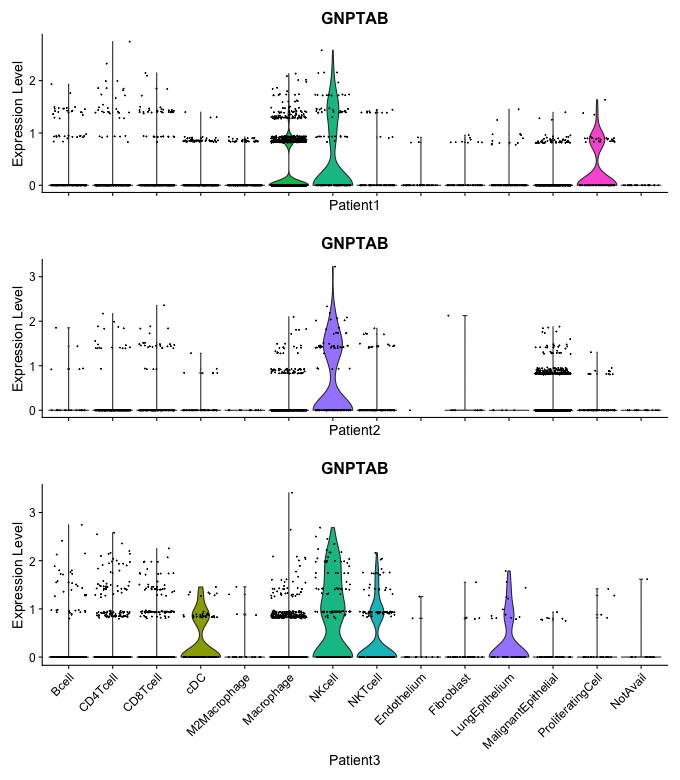 GNPTAB
Expression Level
2
1
0
Patient1
GNPTAB
Expression Level
3
2
1
0
Patient2
GNPTAB
Expression Level
3
2
1
0
Bcell
CD4Tcell
CD8Tcell
cDC
M2Macrophage
Macrophage
NKcell
NKTcell
Endothelium
Fibroblast
LungEpithelium
MalignantEpithelial
ProliferatingCell
NotAvail
Patient3